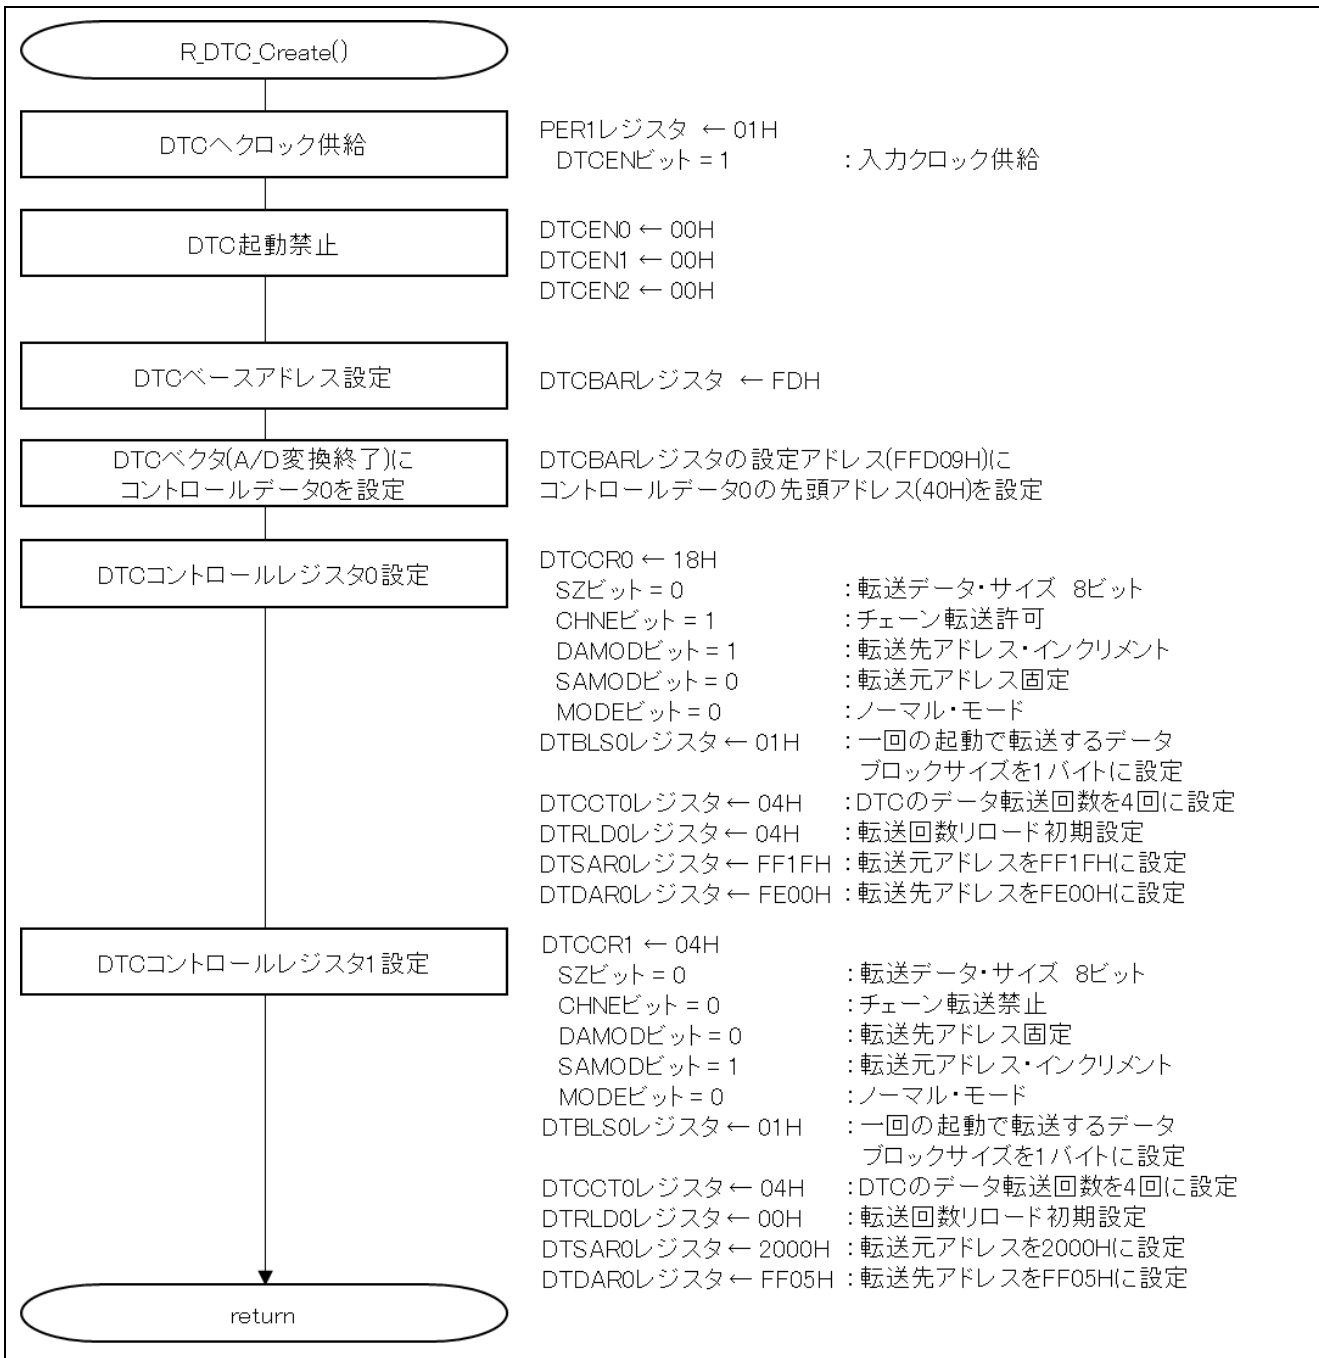 R_DTC_Create()
DTCへクロック供給
PER1レジスタ ← 01H
DTCENビット = 1 : 入力クロック供給
DTC起動禁止
DTCEN0 ← 00H
DTCEN1 ← 00H
DTCEN2 ← 00H
DTCベースアドレス設定
DTCBARレジスタ ← FDH
DTCベクタ(A/D変換終了)に
コントロールデータ0を設定
DTCBARレジスタの設定アドレス(FFD09H)に
コントロールデータ0の先頭アドレス(40H)を設定
DTCコントロールレジスタ0設定
DTCCR0 ← 18H
SZビット = 0 : 転送データ・サイズ 8ビット
CHNEビット = 1 : チェーン転送許可
DAMODビット = 1 : 転送先アドレス・インクリメント
SAMODビット = 0 : 転送元アドレス固定
MODEビット = 0 : ノーマル・モード
DTBLS0レジスタ ← 01H : 一回の起動で転送するデータ
ブロックサイズを1バイトに設定
DTCCT0レジスタ ← 04H : DTCのデータ転送回数を4回に設定
DTRLD0レジスタ ← 04H : 転送回数リロード初期設定
DTSAR0レジスタ ← FF1FH : 転送元アドレスをFF1FHに設定
DTDAR0レジスタ ← FE00H : 転送先アドレスをFE00Hに設定
DTCコントロールレジスタ1設定
DTCCR1 ← 04H
SZビット = 0 : 転送データ・サイズ 8ビット
CHNEビット = 0 : チェーン転送禁止
DAMODビット = 0 : 転送先アドレス固定
SAMODビット = 1 : 転送元アドレス・インクリメント
MODEビット = 0 : ノーマル・モード
DTBLS0レジスタ ← 01H : 一回の起動で転送するデータ
ブロックサイズを1バイトに設定
DTCCT0レジスタ ← 04H : DTCのデータ転送回数を4回に設定
DTRLD0レジスタ ← 00H : 転送回数リロード初期設定
DTSAR0レジスタ ← 2000H : 転送元アドレスを2000Hに設定
DTDAR0レジスタ ← FF05H : 転送先アドレスをFF05Hに設定
return